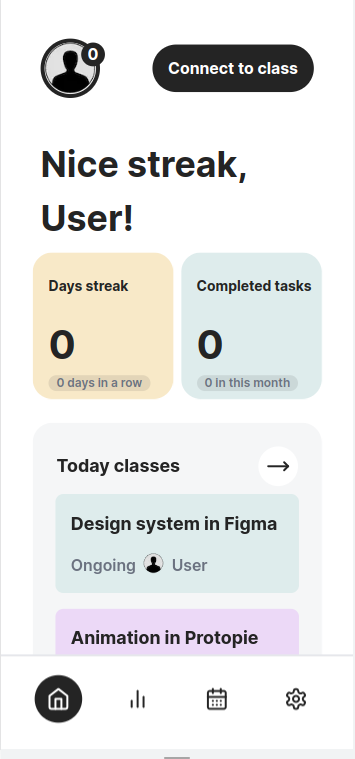 0
Connect to class
Nice streak,
User!
Days streak
0
0 days in a row
Completed tasks
0
0 in this month
Today classes
Design system in Figma
Ongoing User
Animation in Protopie